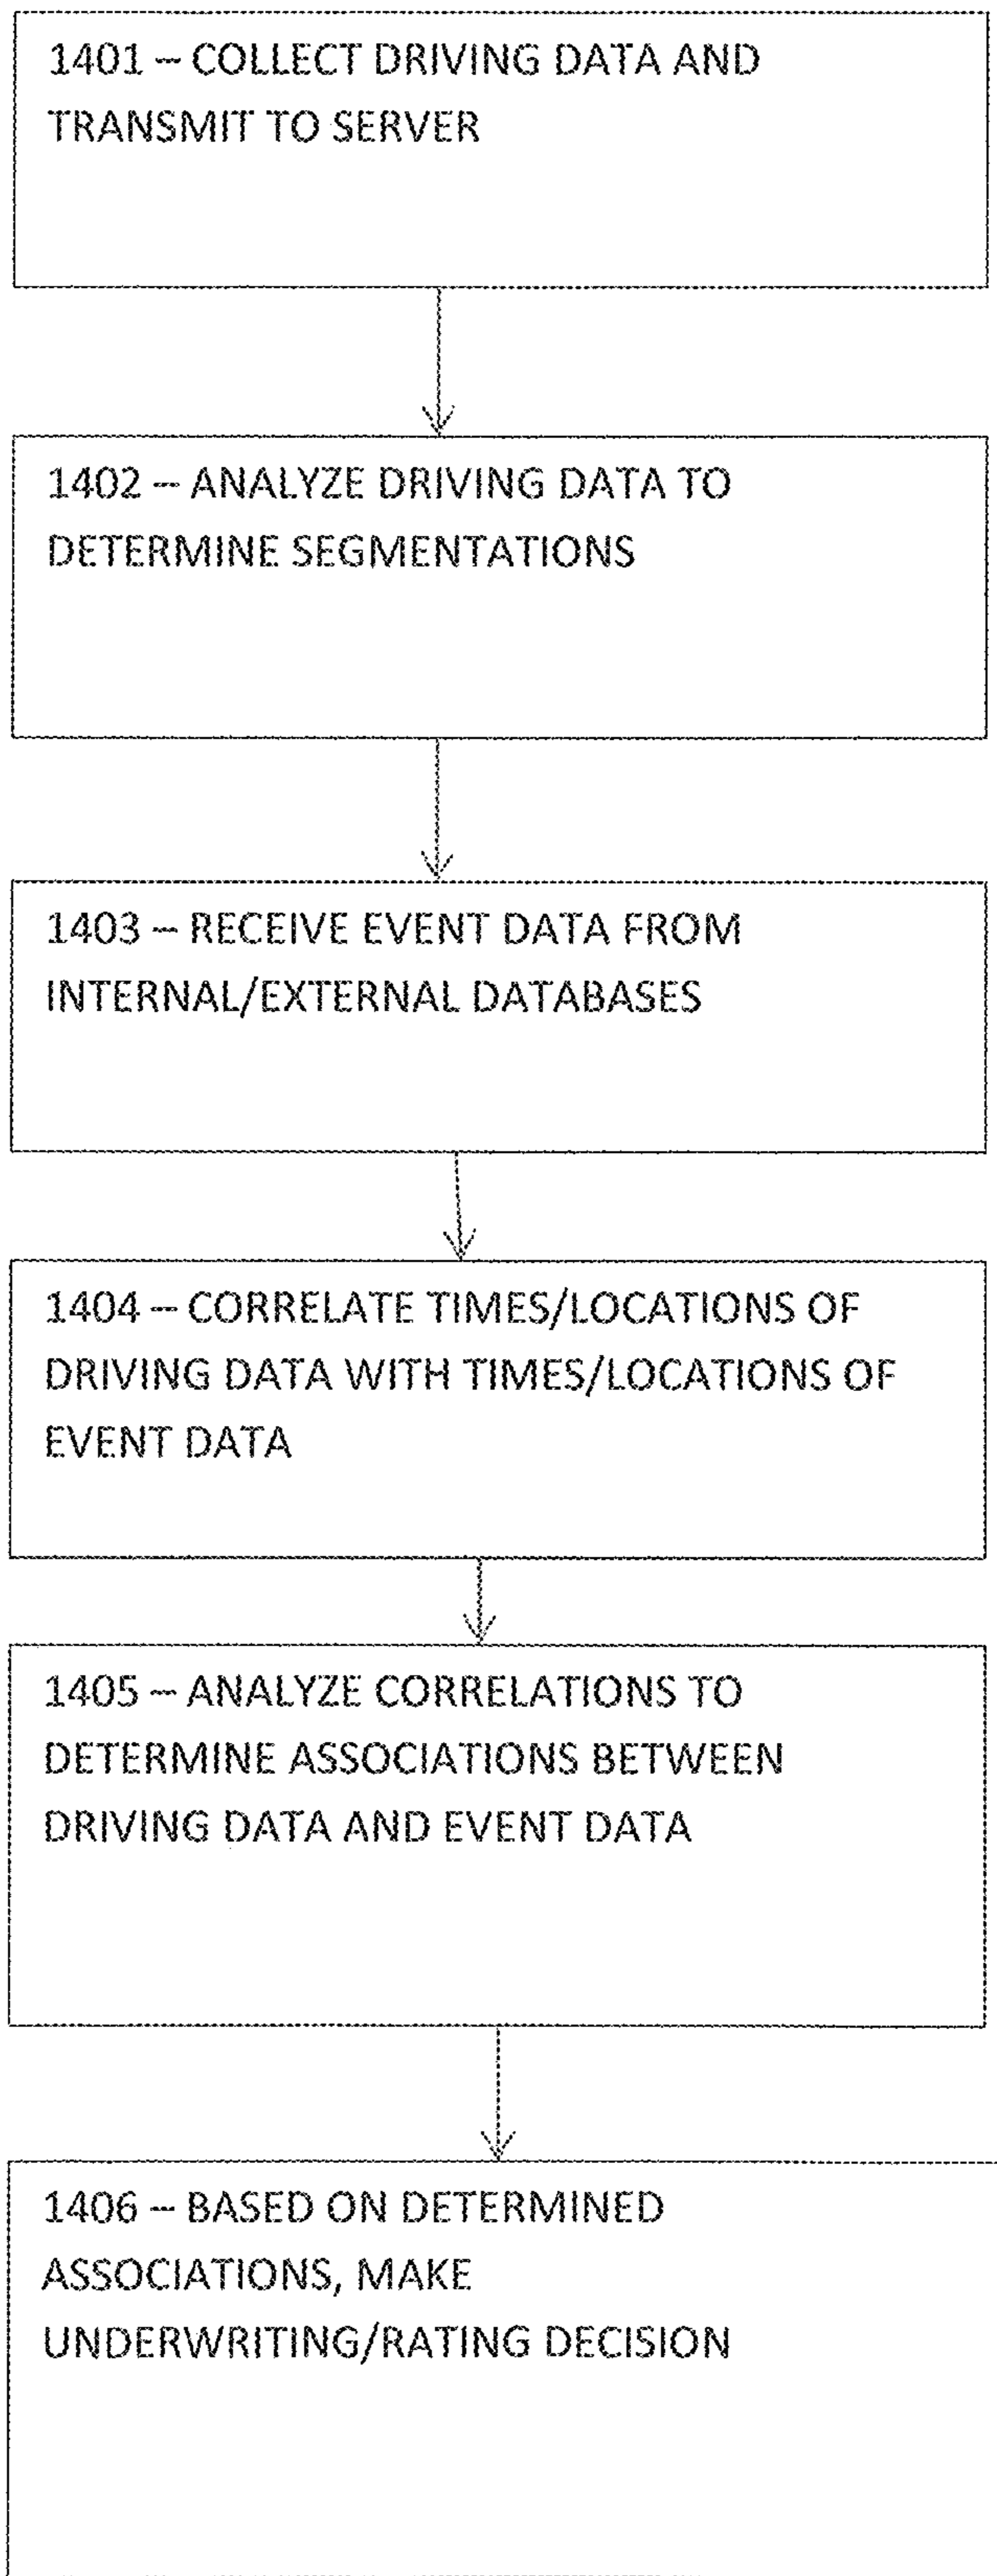 1401 – COLLECT DRIVING DATA AND
TRANSMIT TO SERVER
1402 – ANALYZE DRIVING DATA TO
DETERMINE SEGMENTATIONS
1403 – RECEIVE EVENT DATA FROM
INTERNAL/EXTERNAL DATABASES
1404 – CORRELATE TIMES/LOCATIONS OF
DRIVING DATA WITH TIMES/LOCATIONS OF
EVENT DATA
1405 – ANALYZE CORRELATIONS TO
DETERMINE ASSOCIATIONS BETWEEN
DRIVING DATA AND EVENT DATA
1406 – BASED ON DETERMINED
ASSOCIATIONS, MAKE
UNDERWRITING/RATING DECISION